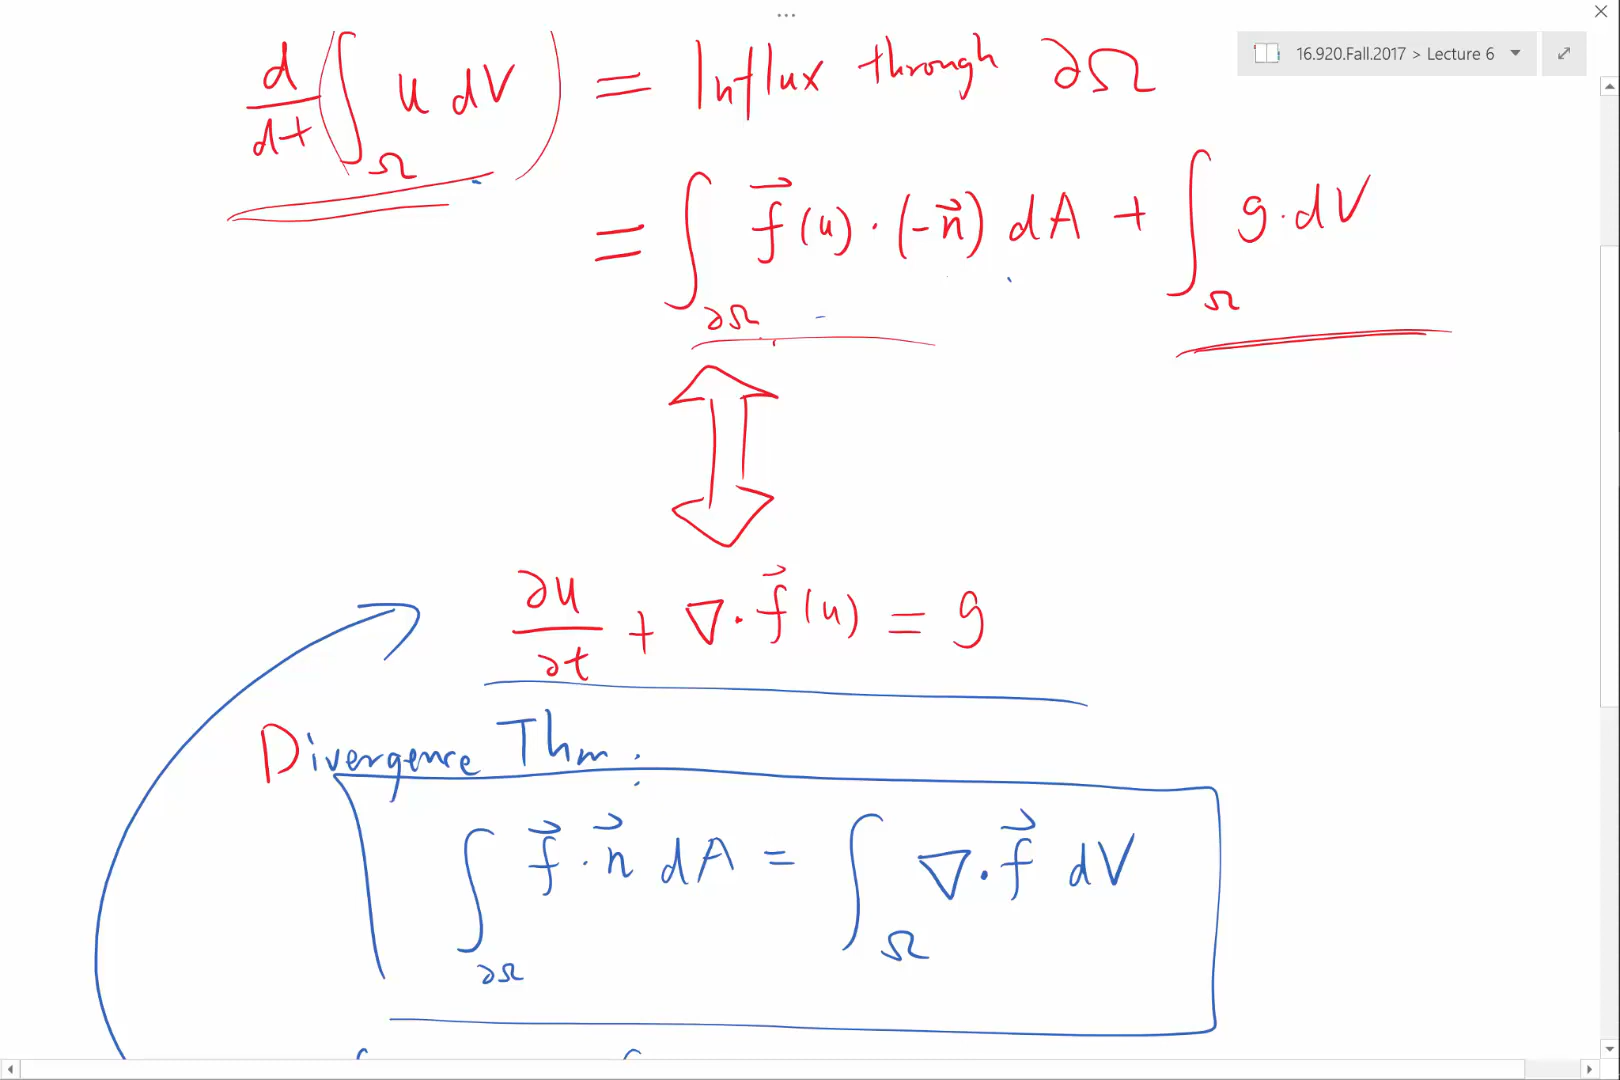 16.920.Fall.2017 > Lecture 6
d/dt (∫_Ω u dV) = Influx through ∂Ω
= ∫_∂Ω f⃗(u)·(-n⃗) dA + ∫_Ω g·dV
∂u/∂t + ∇·f⃗(u) = g
Divergence Thm:
∫_∂Ω f⃗·n⃗ dA = ∫_Ω ∇·f⃗ dV